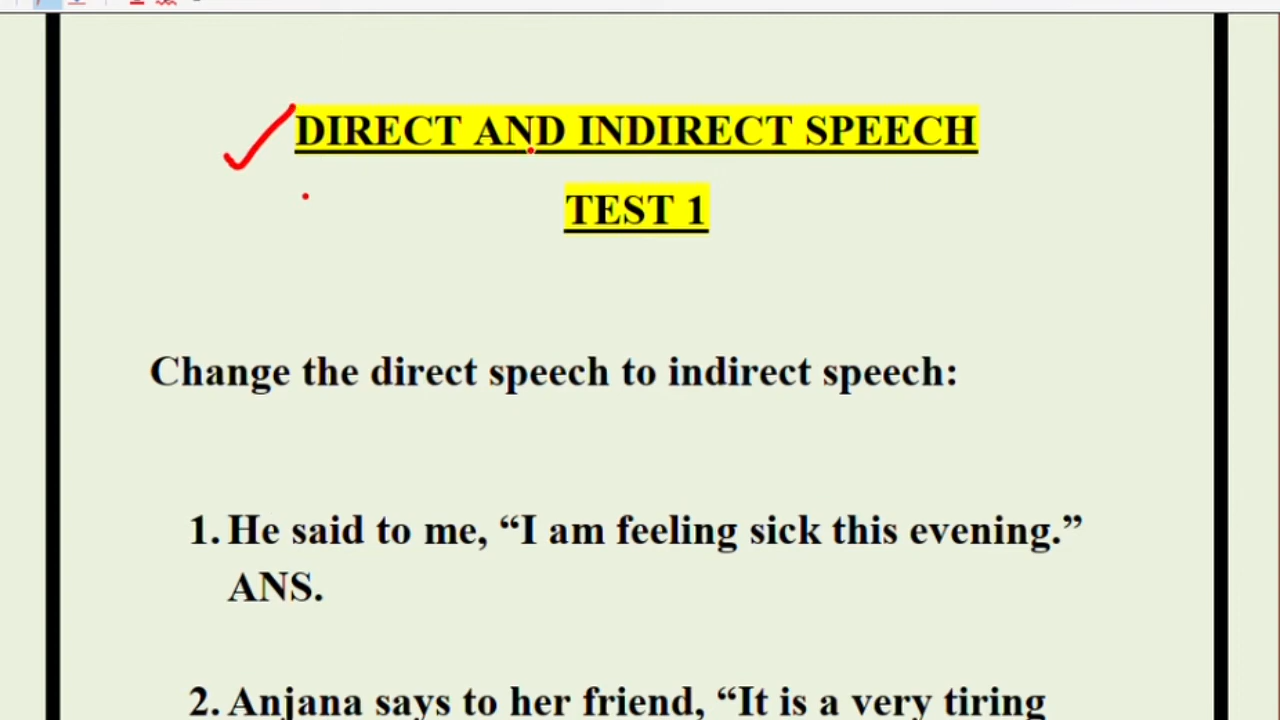 DIRECT AND INDIRECT SPEECH
TEST 1
Change the direct speech to indirect speech:
1. He said to me, “I am feeling sick this evening.”
ANS.
2. Anjana says to her friend, “It is a very tiring